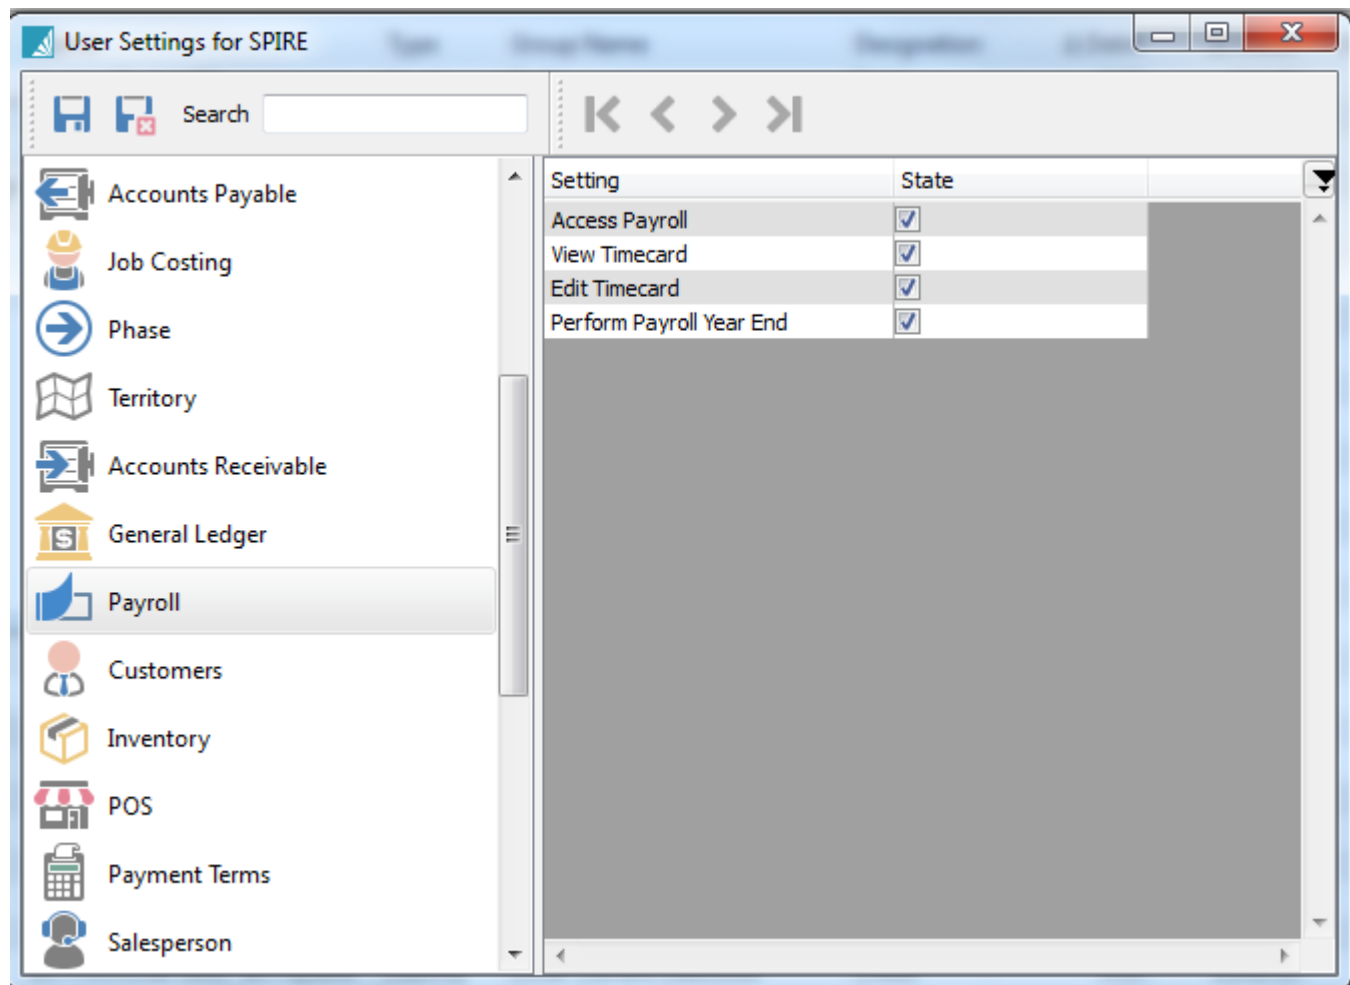 User Settings for SPIRE
Search
Setting State
Accounts Payable
Job Costing
Phase
Territory
Accounts Receivable
General Ledger
Payroll
Customers
Inventory
POS
Payment Terms
Salesperson
Access Payroll
View Timecard
Edit Timecard
Perform Payroll Year End